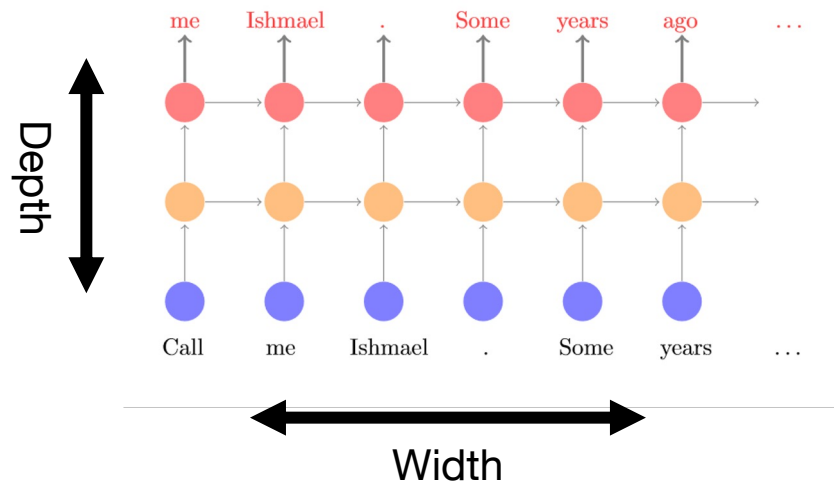 me Ishmael . Some years ago ...
Depth
Call me Ishmael . Some years ...
Width